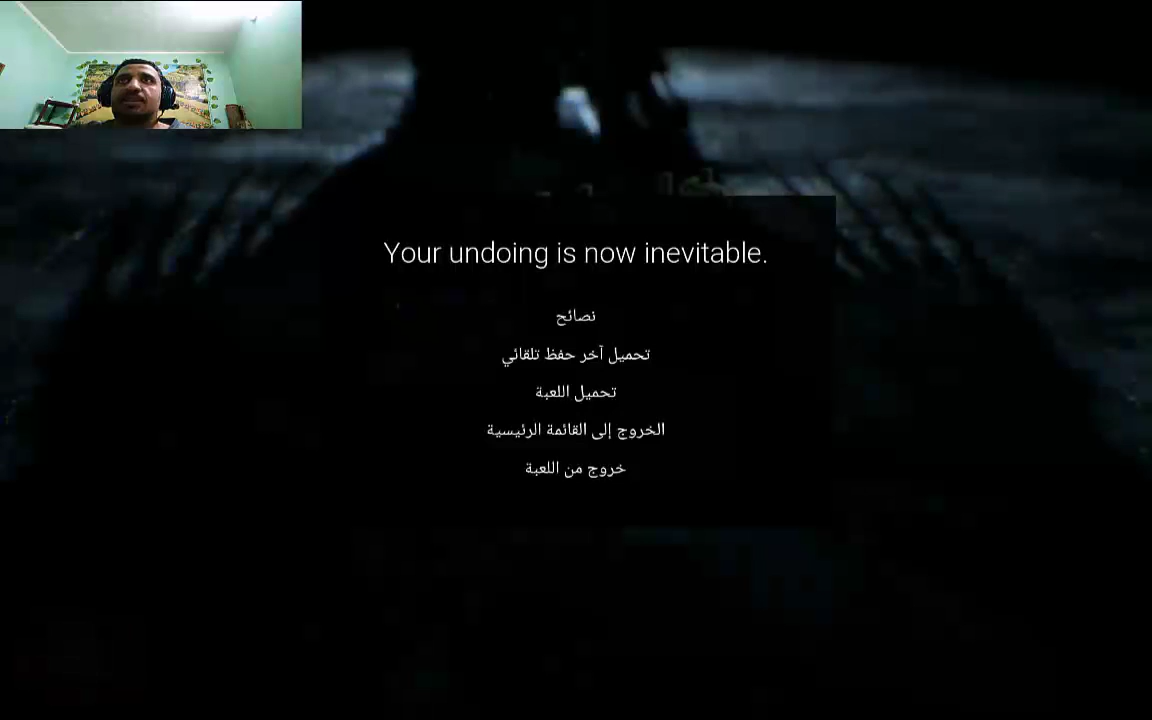 Your undoing is now inevitable.
نصائح
تحميل آخر حفظ تلقائي
تحميل اللعبة
الخروج إلى القائمة الرئيسية
خروج من اللعبة